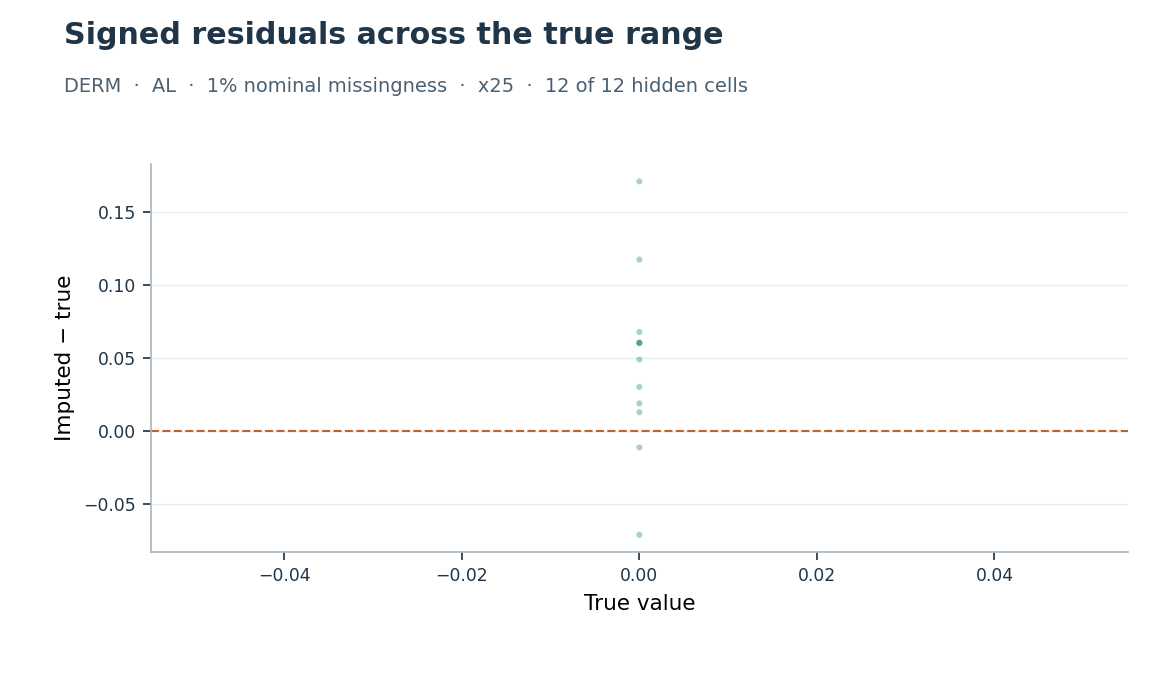 Signed residuals across the true range
DERM · AL · 1% nominal missingness · x25 · 12 of 12 hidden cells
Imputed − true
0.15
0.10
0.05
0.00
−0.05
−0.04
−0.02
0.00
0.02
0.04
True value